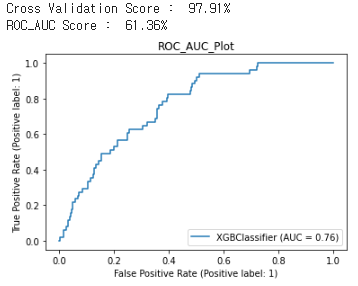 Cross Validation Score :  97.91%
ROC_AUC Score :  61.36%
ROC_AUC_Plot
1.0
0.8
0.6
0.4
0.2
0.0
True Positive Rate (Positive label: 1)
XGBClassifier (AUC = 0.76)
0.0 0.2 0.4 0.6 0.8 1.0
False Positive Rate (Positive label: 1)